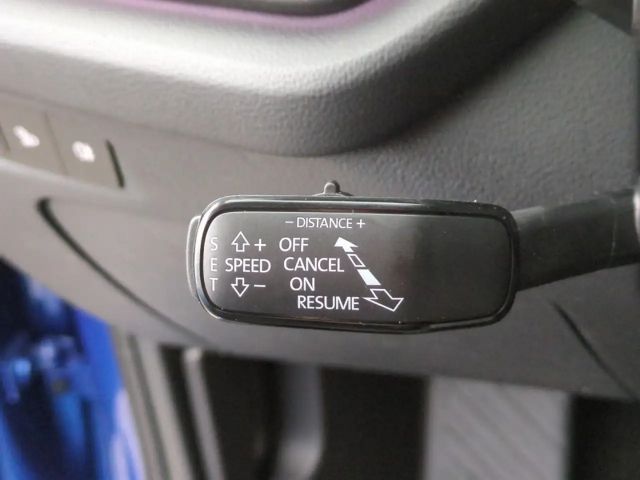 − DISTANCE +
S + OFF
E SPEED CANCEL
T − ON
RESUME